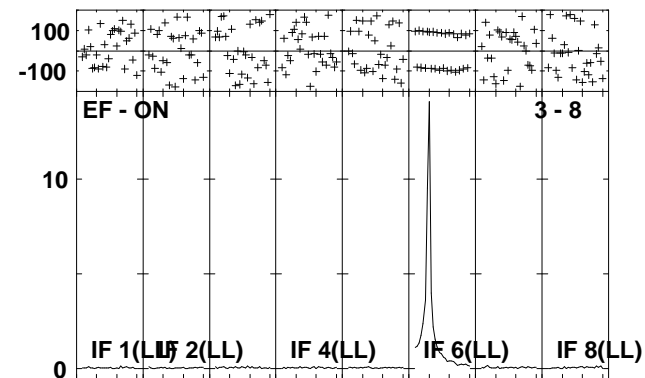 100
-100
EF - ON 3 - 8
10
IF 1(LL) IF 2(LL) IF 4(LL) IF 6(LL) IF 8(LL)
0